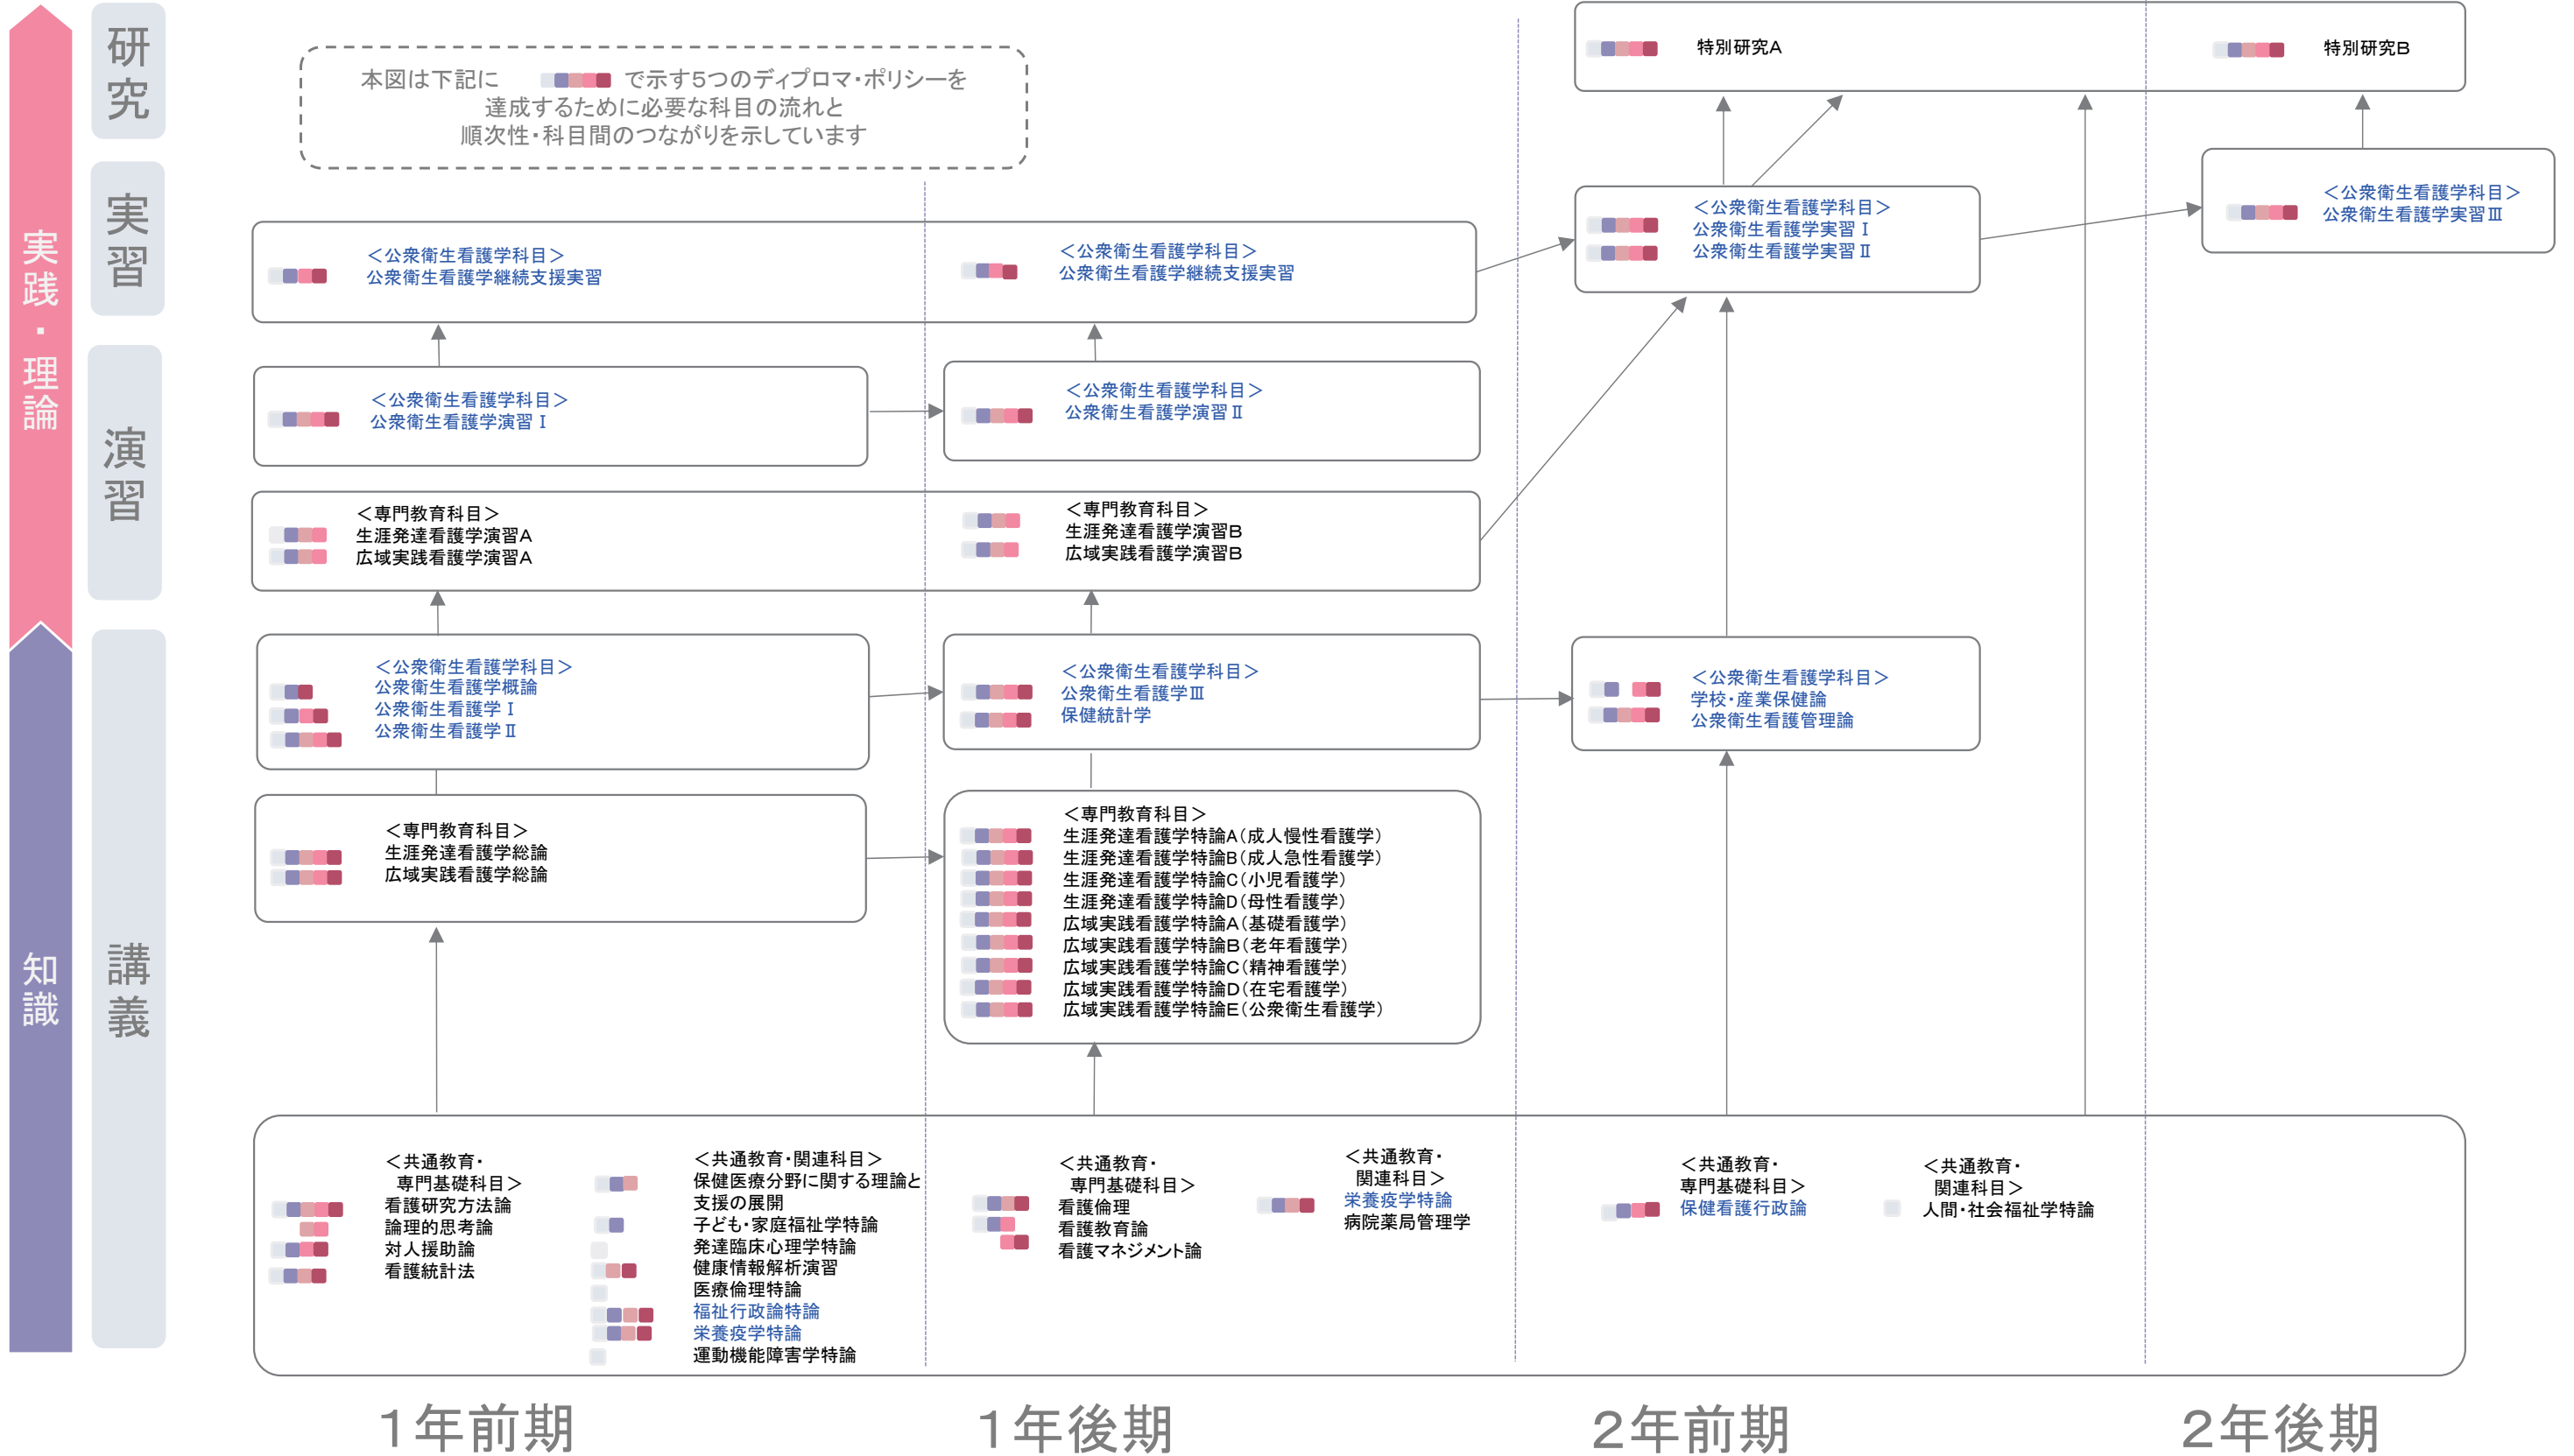 研究
実習
演習
講義
実践・理論
知識
本図は下記に で示す5つのディプロマ・ポリシーを
達成するために必要な科目の流れと
順次性・科目間のつながりを示しています
特別研究A
特別研究B
＜公衆衛生看護学科目＞
公衆衛生看護学継続支援実習
＜公衆衛生看護学科目＞
公衆衛生看護学継続支援実習
＜公衆衛生看護学科目＞
公衆衛生看護学実習Ⅰ
公衆衛生看護学実習Ⅱ
＜公衆衛生看護学科目＞
公衆衛生看護学実習Ⅲ
＜公衆衛生看護学科目＞
公衆衛生看護学演習Ⅰ
＜公衆衛生看護学科目＞
公衆衛生看護学演習Ⅱ
＜専門教育科目＞
生涯発達看護学演習A
広域実践看護学演習A
＜専門教育科目＞
生涯発達看護学演習B
広域実践看護学演習B
＜公衆衛生看護学科目＞
公衆衛生看護学概論
公衆衛生看護学Ⅰ
公衆衛生看護学Ⅱ
＜公衆衛生看護学科目＞
公衆衛生看護学Ⅲ
保健統計学
＜公衆衛生看護学科目＞
学校・産業保健論
公衆衛生看護管理論
＜専門教育科目＞
生涯発達看護学総論
広域実践看護学総論
＜専門教育科目＞
生涯発達看護学特論A（成人慢性看護学）
生涯発達看護学特論B（成人急性看護学）
生涯発達看護学特論C（小児看護学）
生涯発達看護学特論D（母性看護学）
広域実践看護学特論A（基礎看護学）
広域実践看護学特論B（老年看護学）
広域実践看護学特論C（精神看護学）
広域実践看護学特論D（在宅看護学）
広域実践看護学特論E（公衆衛生看護学）
＜共通教育・
専門基礎科目＞
看護研究方法論
論理的思考論
対人援助論
看護統計法
＜共通教育・関連科目＞
保健医療分野に関する理論と
支援の展開
子ども・家庭福祉学特論
発達臨床心理学特論
健康情報解析演習
医療倫理特論
福祉行政論特論
栄養疫学特論
運動機能障害学特論
＜共通教育・
専門基礎科目＞
看護倫理
看護教育論
看護マネジメント論
＜共通教育・
関連科目＞
栄養疫学特論
病院薬局管理学
＜共通教育・
専門基礎科目＞
保健看護行政論
＜共通教育・
関連科目＞
人間・社会福祉学特論
1年前期
1年後期
2年前期
2年後期